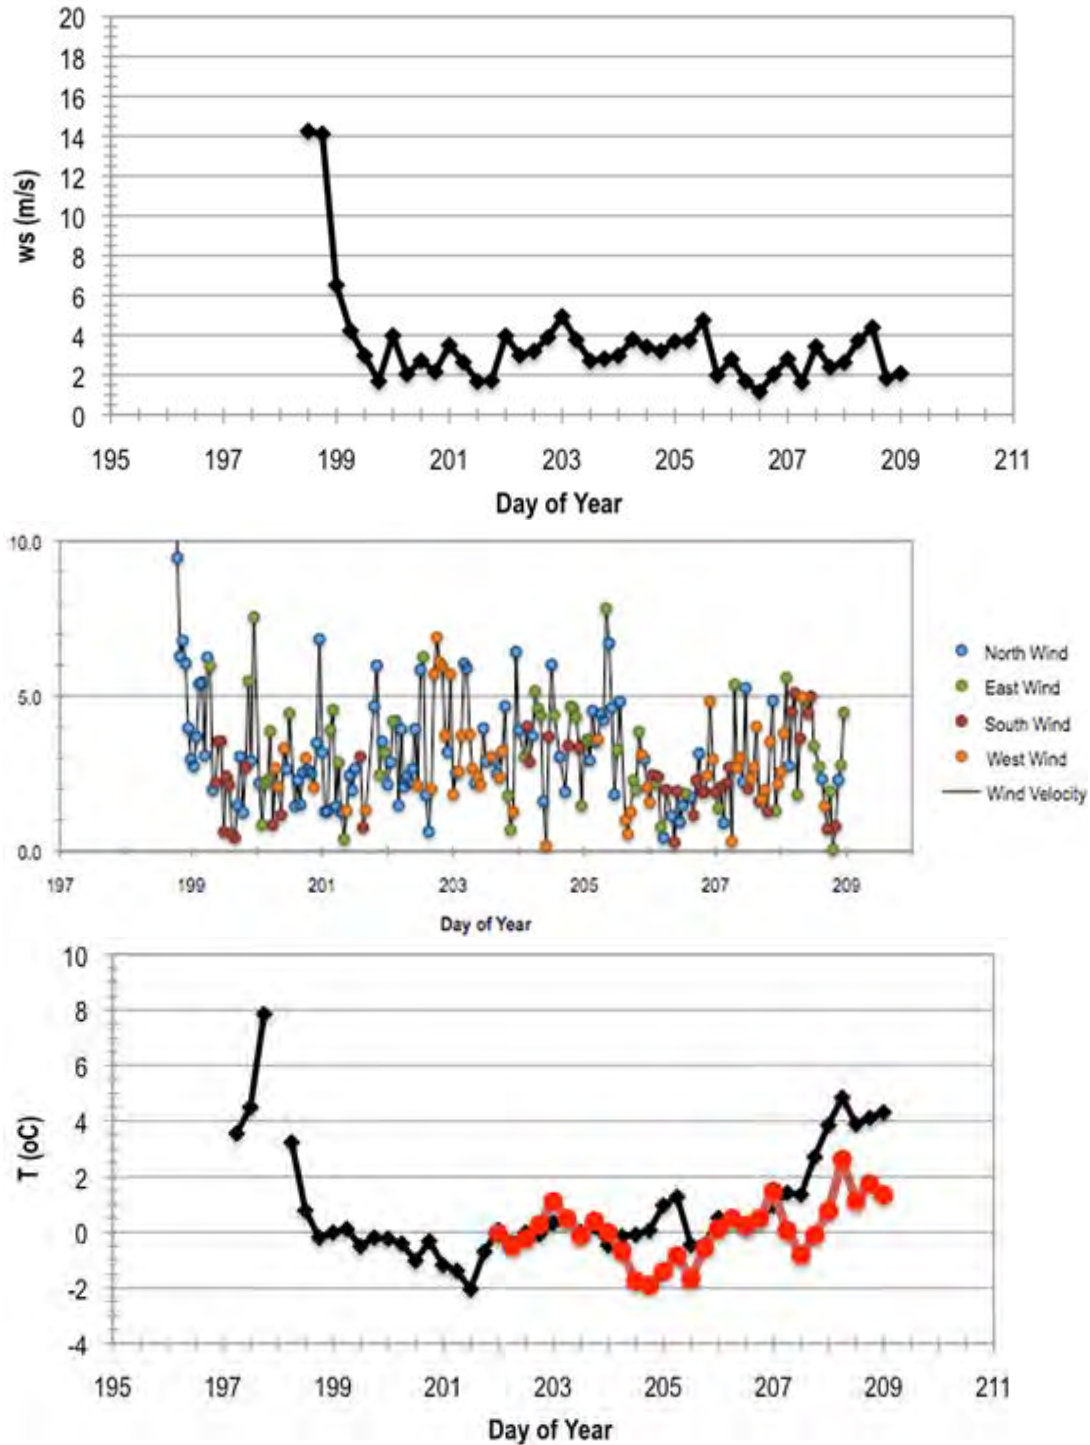 20
18
16
14
12
10
8
6
4
2
0
ws (m/s)
195 197 199 201 203 205 207 209 211
Day of Year
10.0
5.0
0.0
197 199 201 203 205 207 209
Day of Year
North Wind
East Wind
South Wind
West Wind
Wind Velocity
10
8
6
4
2
0
-2
-4
T (oC)
195 197 199 201 203 205 207 209 211
Day of Year